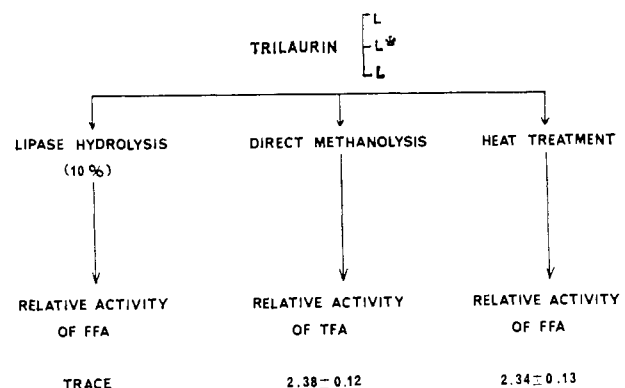 L
TRILAURIN L*
L
LIPASE HYDROLYSIS DIRECT METHANOLYSIS HEAT TREATMENT
(10%)
RELATIVE ACTIVITY RELATIVE ACTIVITY RELATIVE ACTIVITY
OF FFA OF TFA OF FFA
TRACE 2.38±0.12 2.34±0.13